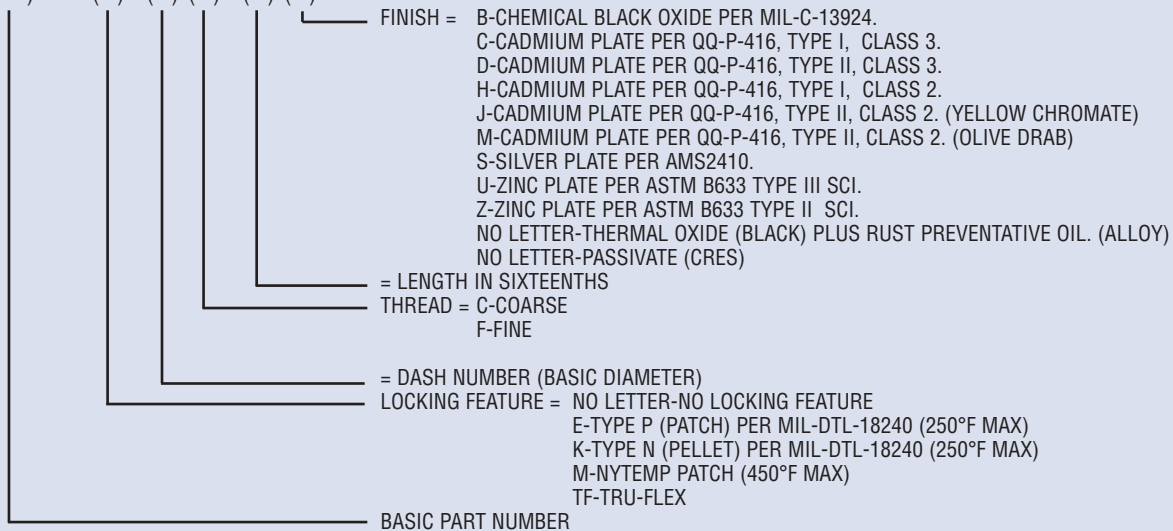 FINISH = B-CHEMICAL BLACK OXIDE PER MIL-C-13924.
C-CADMIUM PLATE PER QQ-P-416, TYPE I, CLASS 3.
D-CADMIUM PLATE PER QQ-P-416, TYPE II, CLASS 3.
H-CADMIUM PLATE PER QQ-P-416, TYPE I, CLASS 2.
J-CADMIUM PLATE PER QQ-P-416, TYPE II, CLASS 2. (YELLOW CHROMATE)
M-CADMIUM PLATE PER QQ-P-416, TYPE II, CLASS 2. (OLIVE DRAB)
S-SILVER PLATE PER AMS2410.
U-ZINC PLATE PER ASTM B633 TYPE III SCI.
Z-ZINC PLATE PER ASTM B633 TYPE II SCI.
NO LETTER-THERMAL OXIDE (BLACK) PLUS RUST PREVENTATIVE OIL. (ALLOY)
NO LETTER-PASSIVATE (CRES)
= LENGTH IN SIXTEENTHS
THREAD = C-COARSE
F-FINE
= DASH NUMBER (BASIC DIAMETER)
LOCKING FEATURE = NO LETTER-NO LOCKING FEATURE
E-TYPE P (PATCH) PER MIL-DTL-18240 (250°F MAX)
K-TYPE N (PELLET) PER MIL-DTL-18240 (250°F MAX)
M-NYTEMP PATCH (450°F MAX)
TF-TRU-FLEX
BASIC PART NUMBER